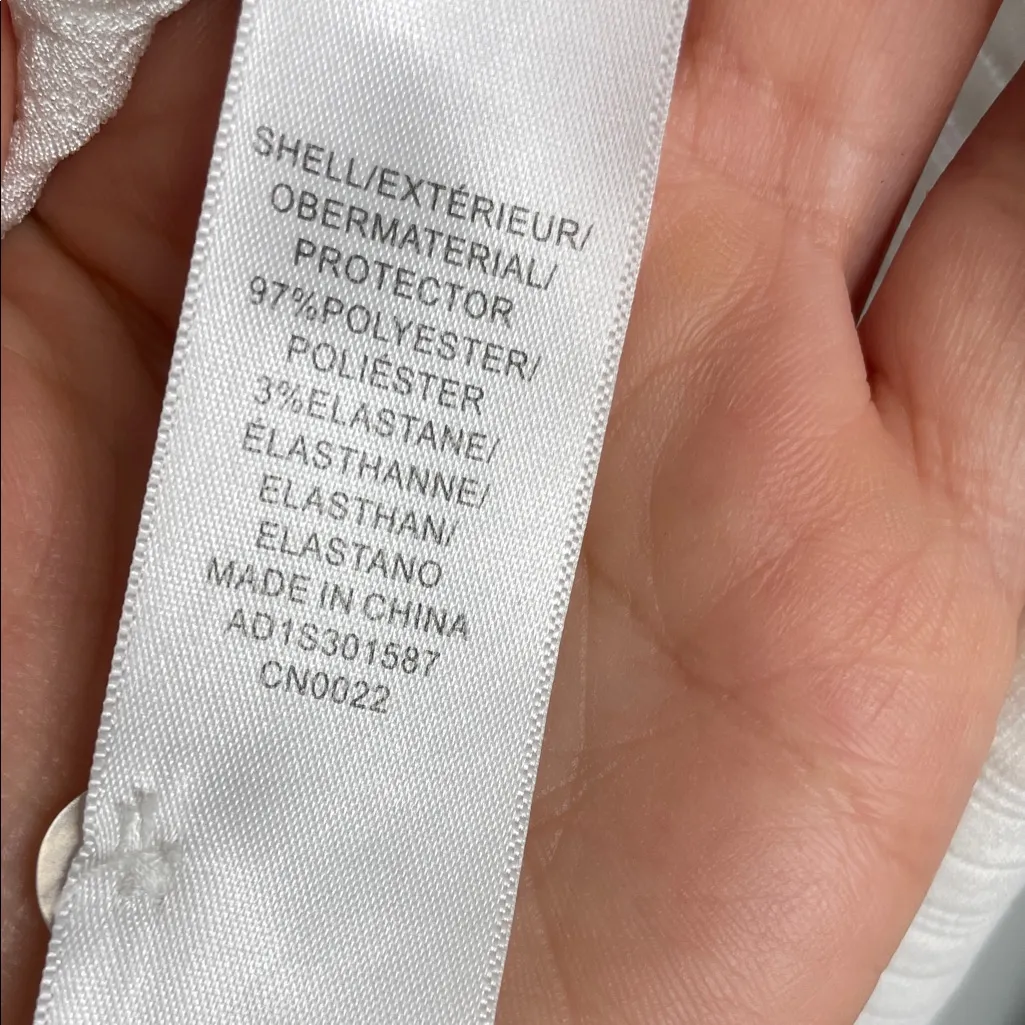 SHELL/EXTÉRIEUR/
OBERMATERIAL/
PROTECTOR
97%POLYESTER/
POLIÉSTER
3%ELASTANE/
ÉLASTHANNE/
ELASTHAN/
ELASTANO
MADE IN CHINA
AD1S301587
CN0022